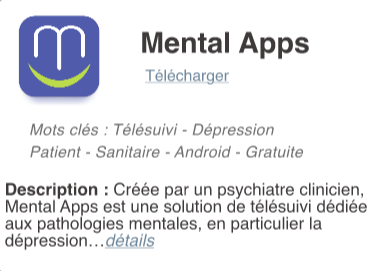 Mental Apps
Télécharger
Mots clés : Télésuivi - Dépression
Patient - Sanitaire - Android - Gratuite
Description : Créée par un psychiatre clinicien,
Mental Apps est une solution de télésuivi dédiée
aux pathologies mentales, en particulier la
dépression…détails